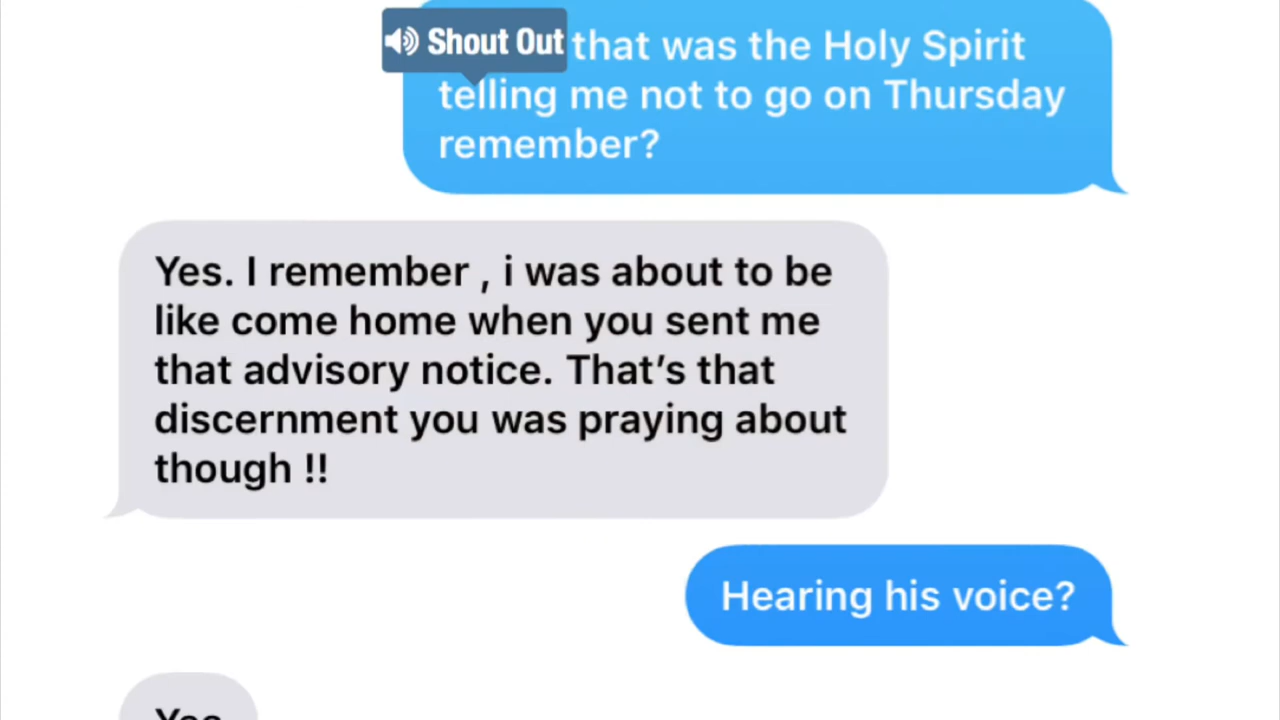 Shout Out that was the Holy Spirit
telling me not to go on Thursday
remember?
Yes. I remember , i was about to be
like come home when you sent me
that advisory notice. That's that
discernment you was praying about
though !!
Hearing his voice?
Yes